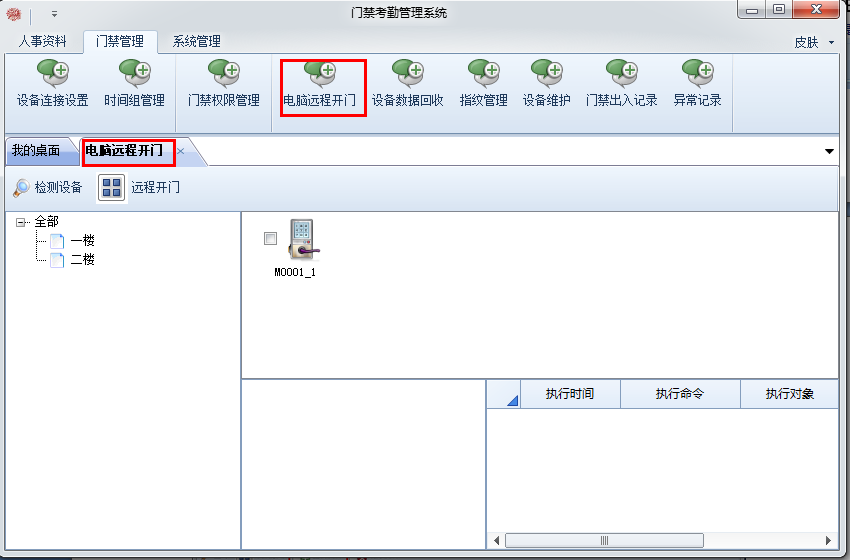 门禁考勤管理系统
人事资料 门禁管理 系统管理 皮肤
设备连接设置 时间组管理 门禁权限管理 电脑远程开门 设备数据回收 指纹管理 设备维护 门禁出入记录 异常记录
我的桌面 电脑远程开门
检测设备 远程开门
全部
一楼
二楼
M0001_1
执行时间 执行命令 执行对象